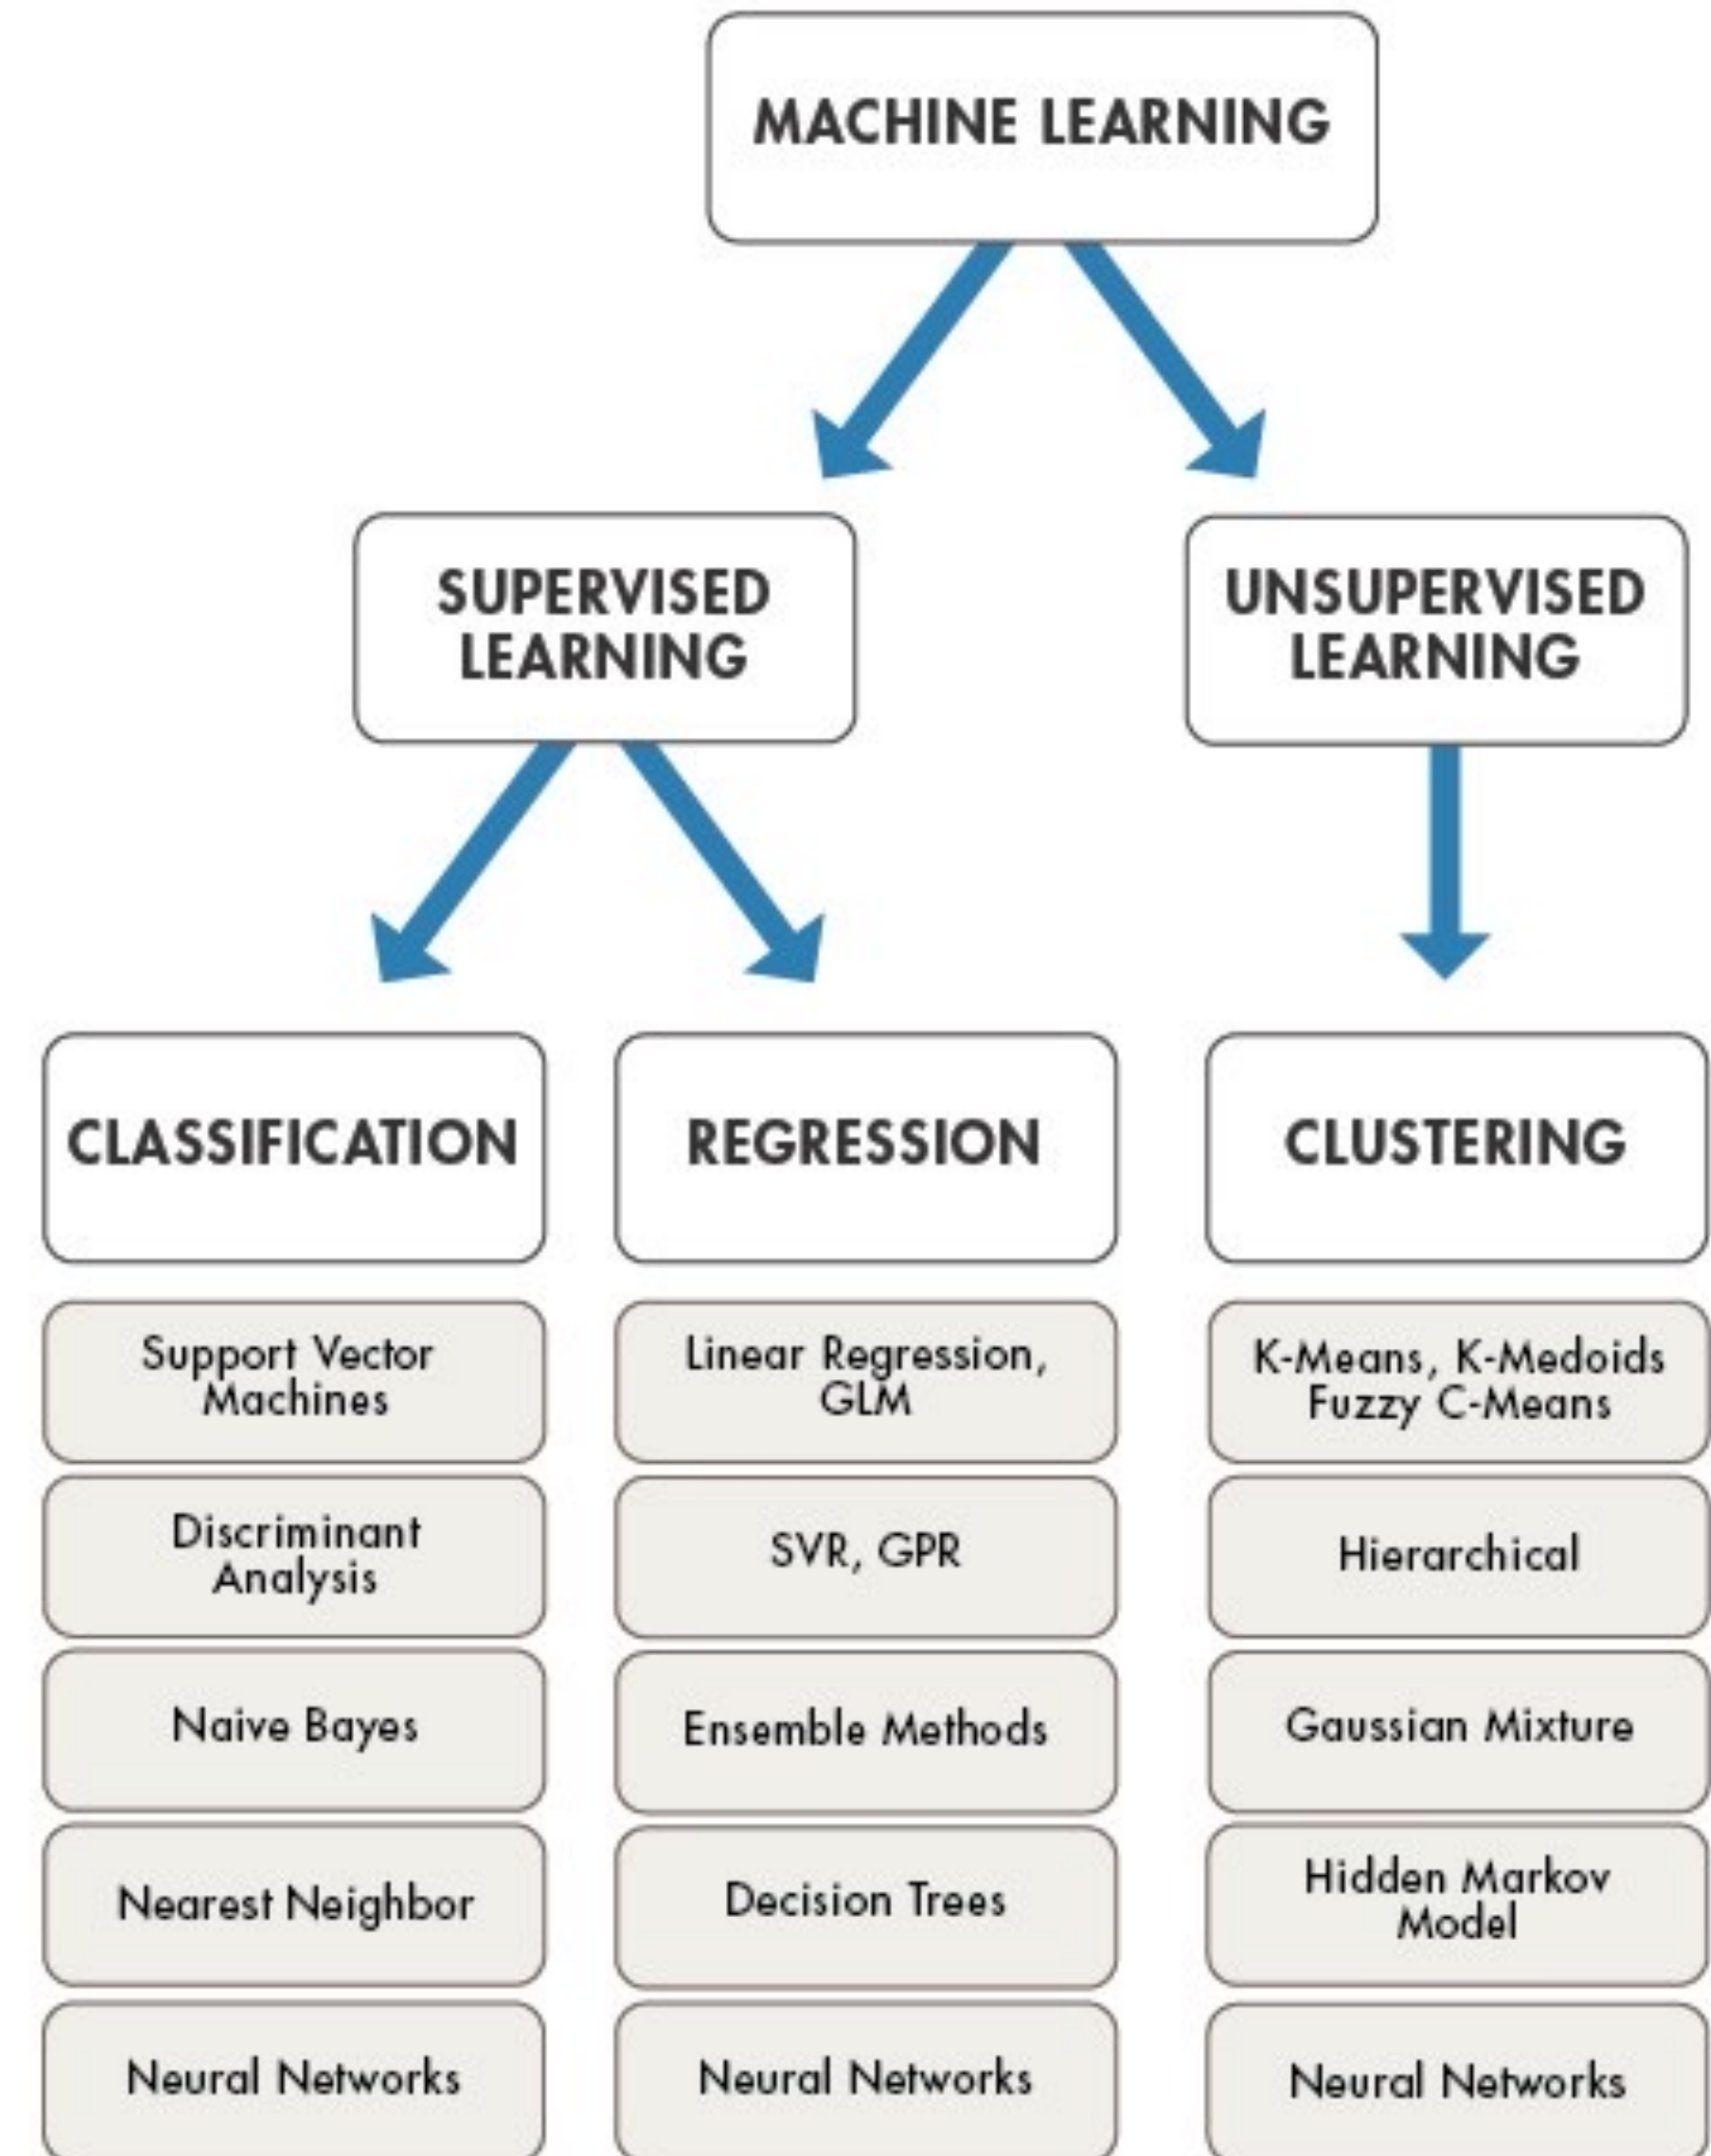 MACHINE LEARNING
SUPERVISED
LEARNING
UNSUPERVISED
LEARNING
CLASSIFICATION
REGRESSION
CLUSTERING
Support Vector
Machines
Linear Regression,
GLM
K-Means, K-Medoids
Fuzzy C-Means
Discriminant
Analysis
SVR, GPR
Hierarchical
Naive Bayes
Ensemble Methods
Gaussian Mixture
Nearest Neighbor
Decision Trees
Hidden Markov
Model
Neural Networks
Neural Networks
Neural Networks